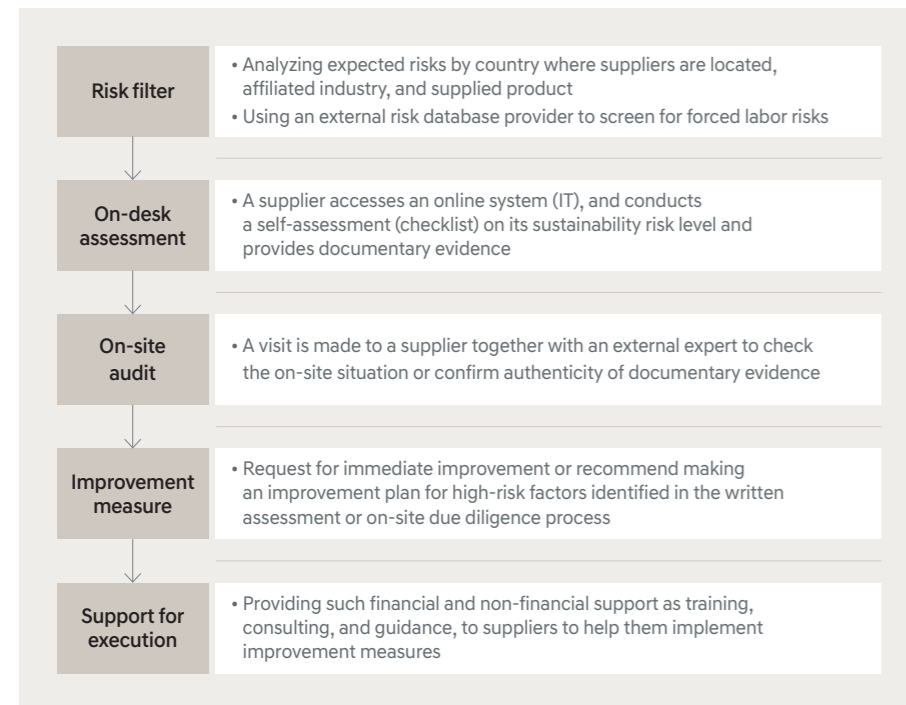 Risk filter
• Analyzing expected risks by country where suppliers are located,
affiliated industry, and supplied product
• Using an external risk database provider to screen for forced labor risks
On-desk
assessment
• A supplier accesses an online system (IT), and conducts
a self-assessment (checklist) on its sustainability risk level and
provides documentary evidence
On-site
audit
• A visit is made to a supplier together with an external expert to check
the on-site situation or confirm authenticity of documentary evidence
Improvement
measure
• Request for immediate improvement or recommend making
an improvement plan for high-risk factors identified in the written
assessment or on-site due diligence process
Support for
execution
• Providing such financial and non-financial support as training,
consulting, and guidance, to suppliers to help them implement
improvement measures